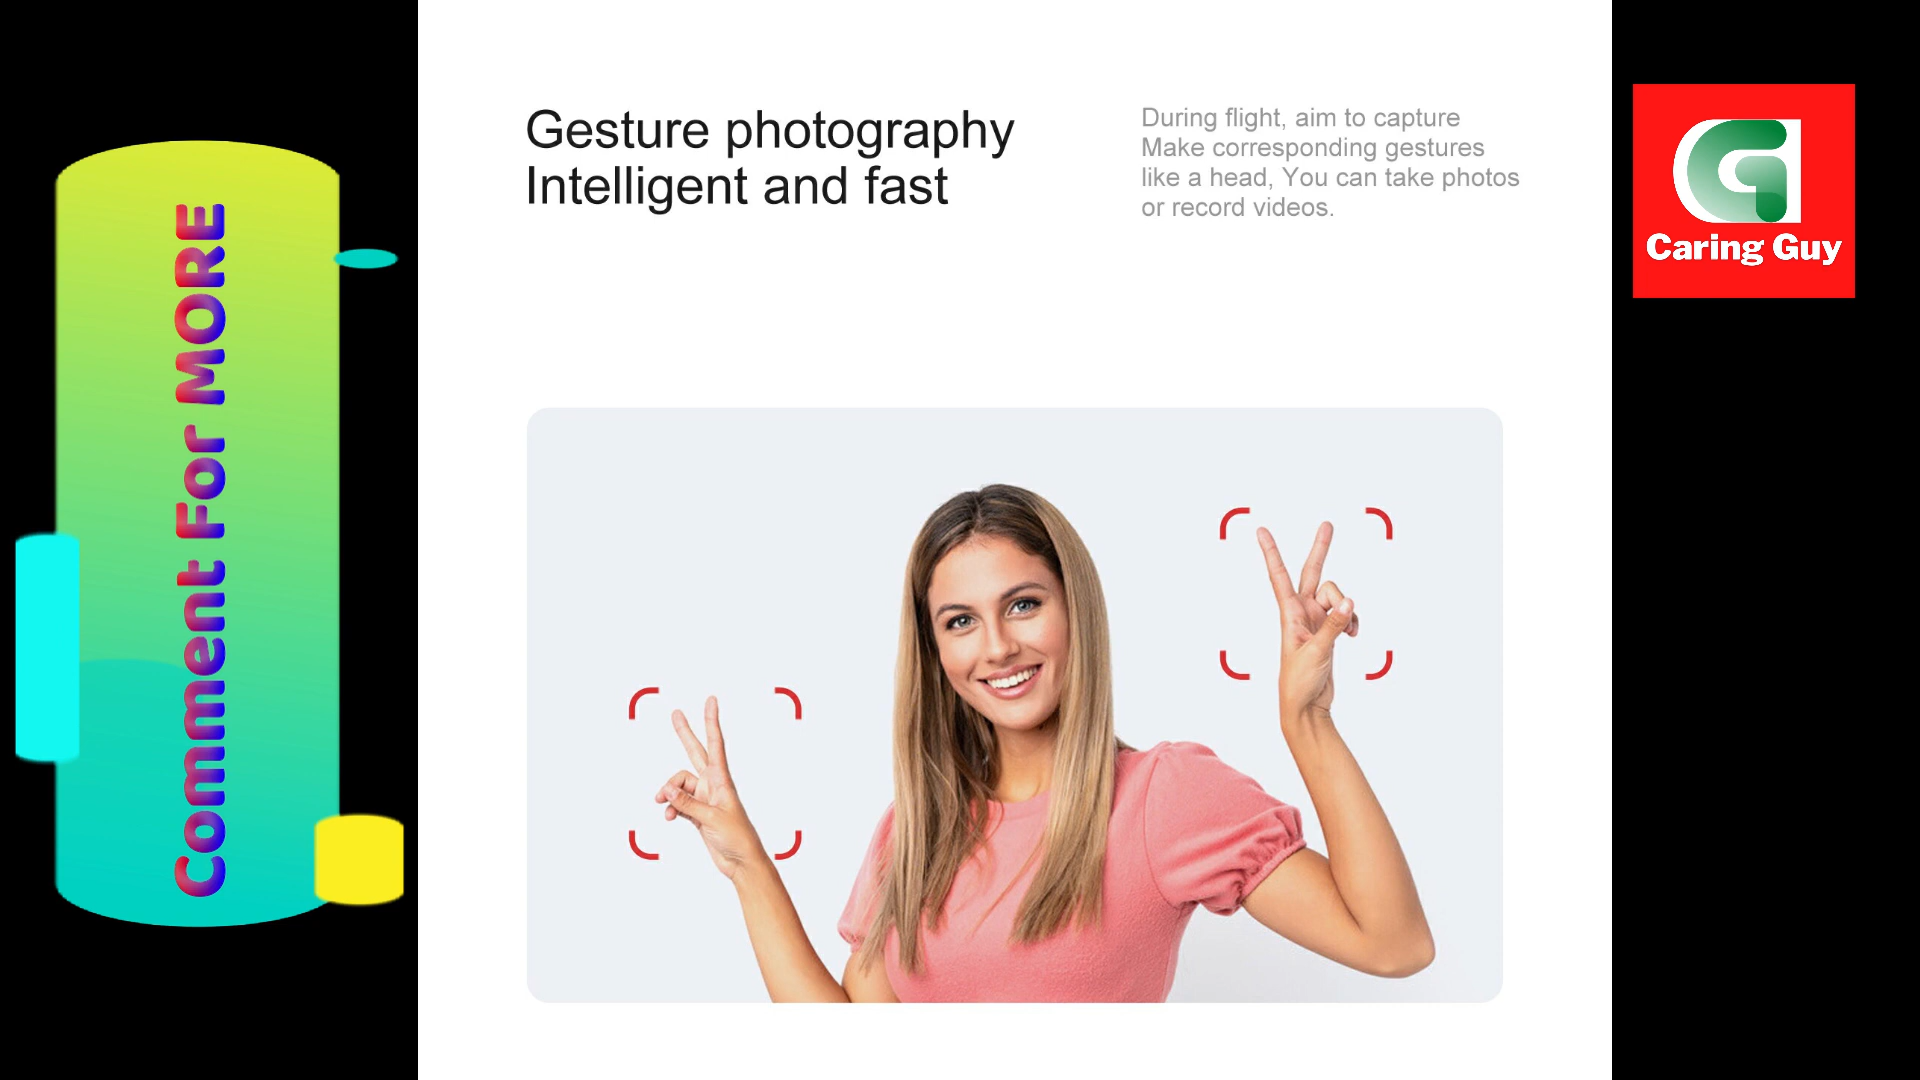 Comment For MORE
Gesture photography
Intelligent and fast
During flight, aim to capture
Make corresponding gestures
like a head, You can take photos
or record videos.
Caring Guy